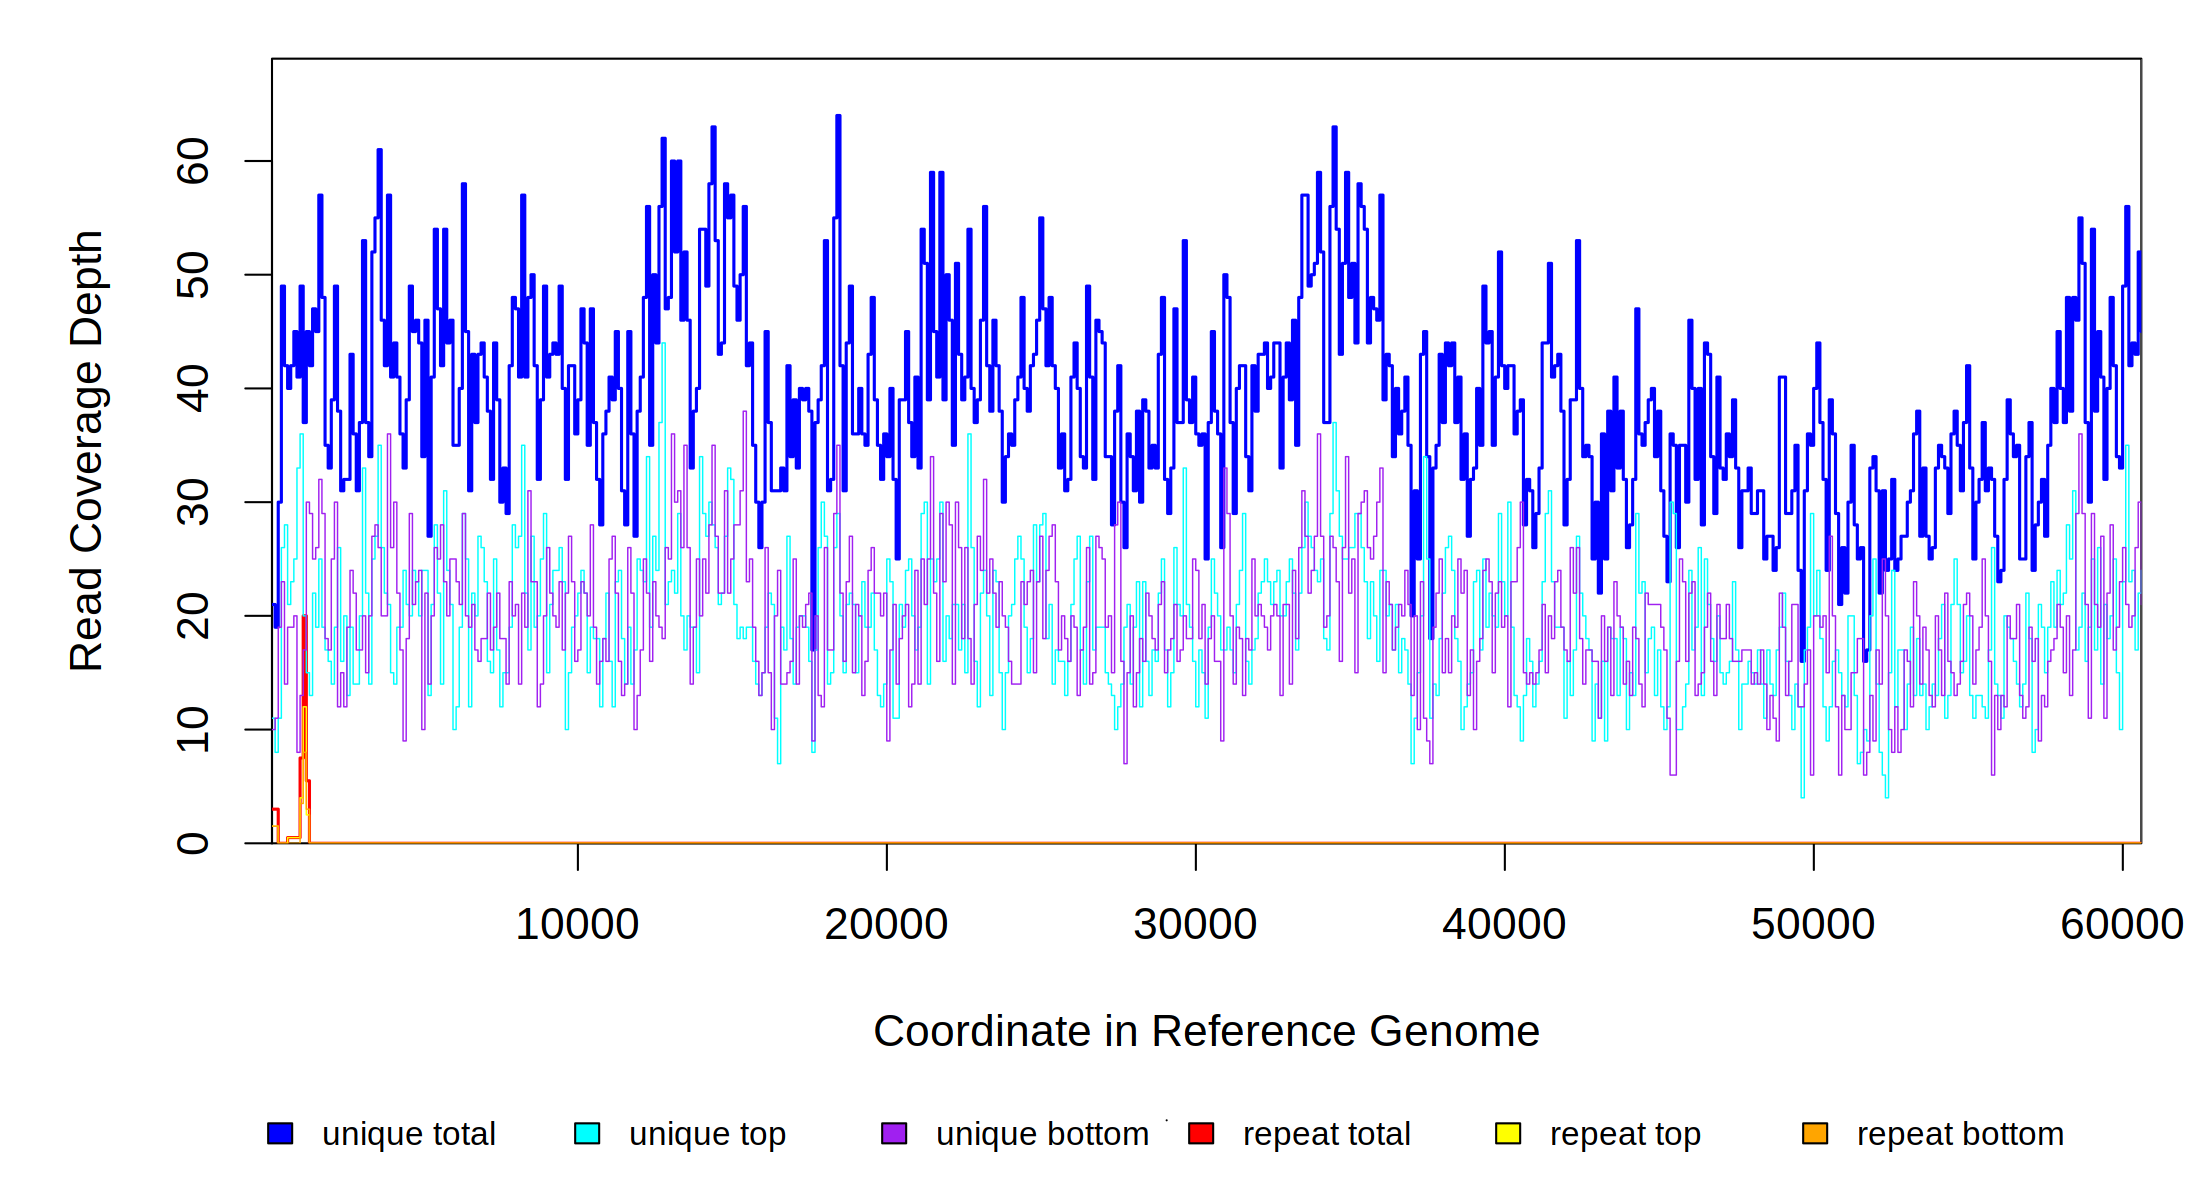 Read Coverage Depth
60
50
40
30
20
10
0
10000 20000 30000 40000 50000 60000
Coordinate in Reference Genome
unique total unique top unique bottom repeat total repeat top repeat bottom